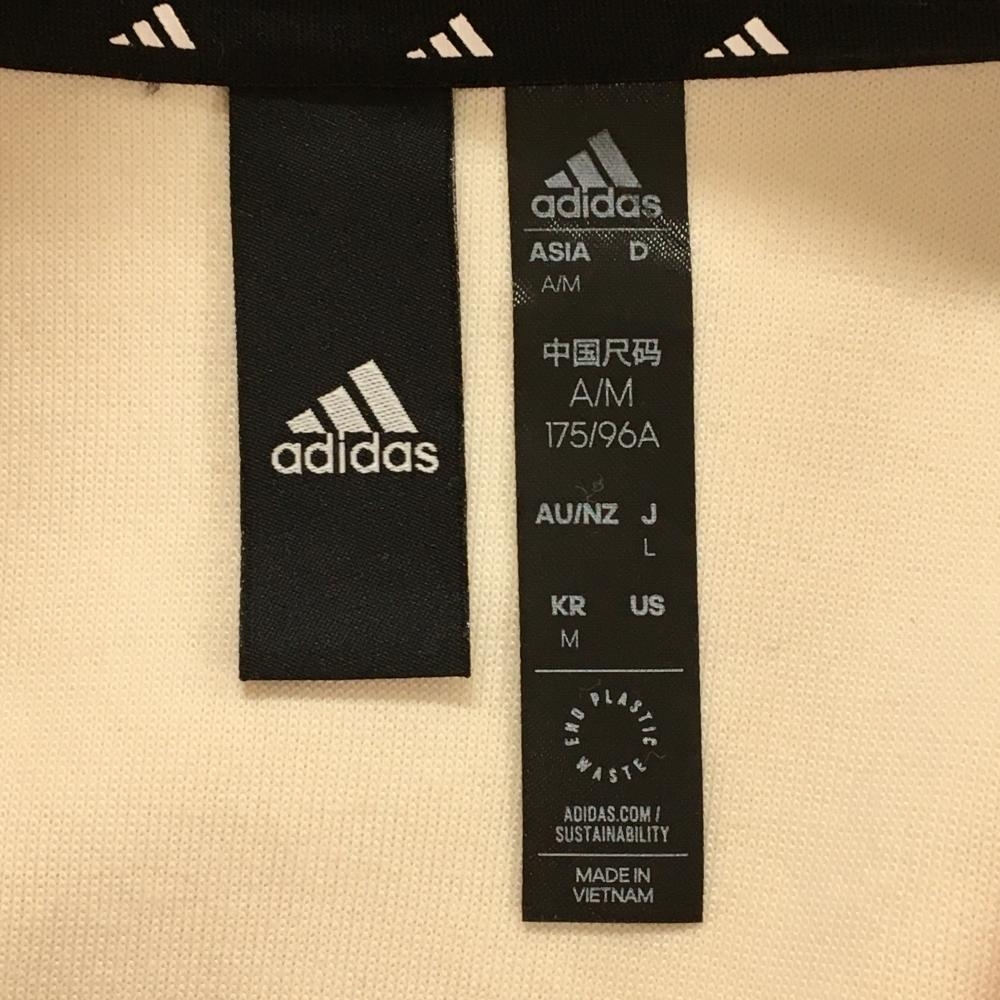 adidas
adidas
ASIA D
A/M
中国尺码
A/M
175/96A
AU/NZ J
L
KR US
M
END PLASTIC WASTE
ADIDAS.COM/
SUSTAINABILITY
MADE IN
VIETNAM